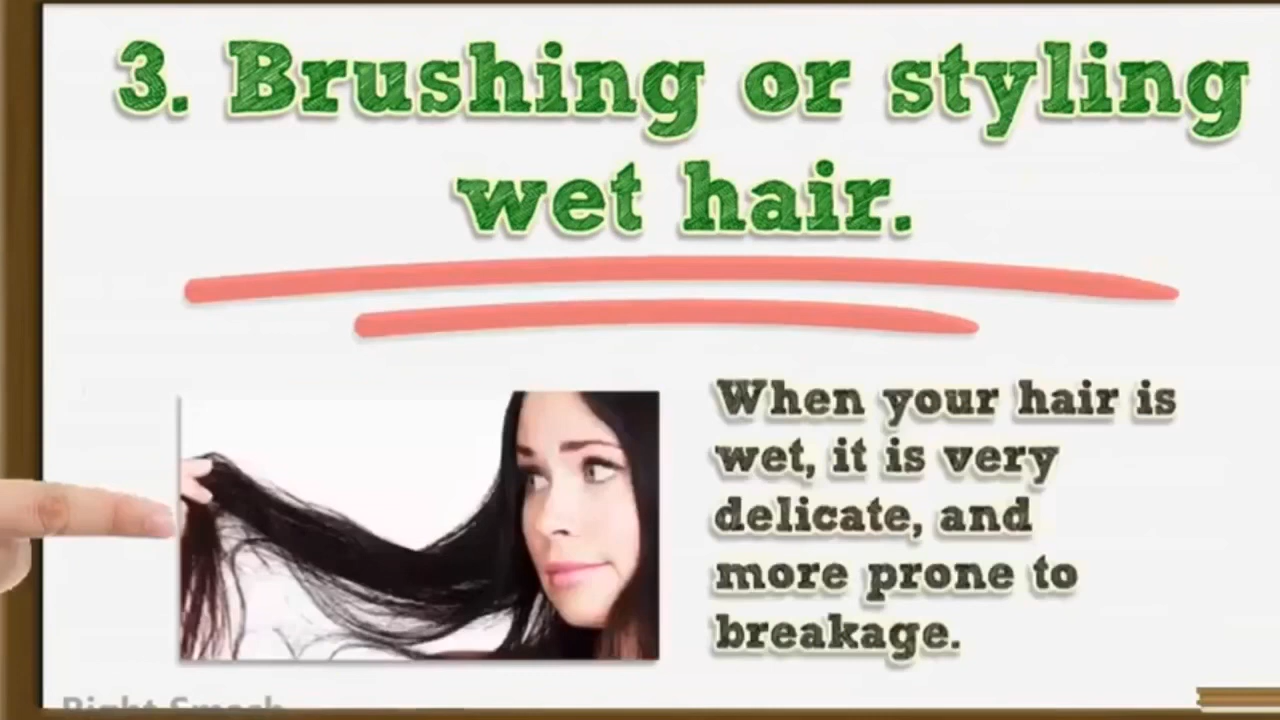 3. Brushing or styling
wet hair.
When your hair is
wet, it is very
delicate, and
more prone to
breakage.